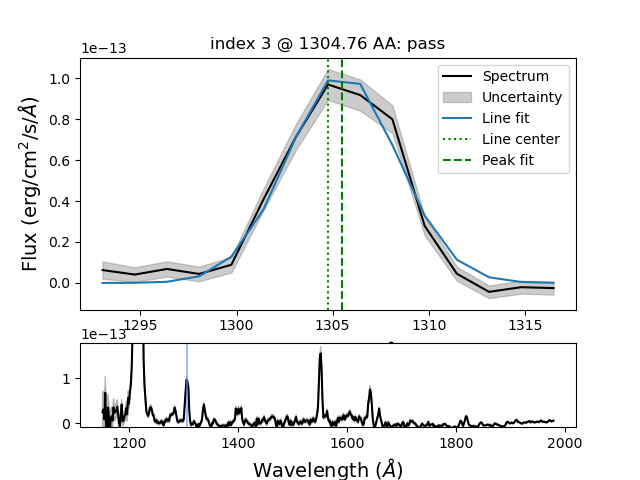 index 3 @ 1304.76 AA: pass
1e−13
Flux (erg/cm²/s/Å)
1.0
0.8
0.6
0.4
0.2
0.0
Spectrum
Uncertainty
Line fit
Line center
Peak fit
1295 1300 1305 1310 1315
1e−13
1
0
1200 1400 1600 1800 2000
Wavelength (Å)